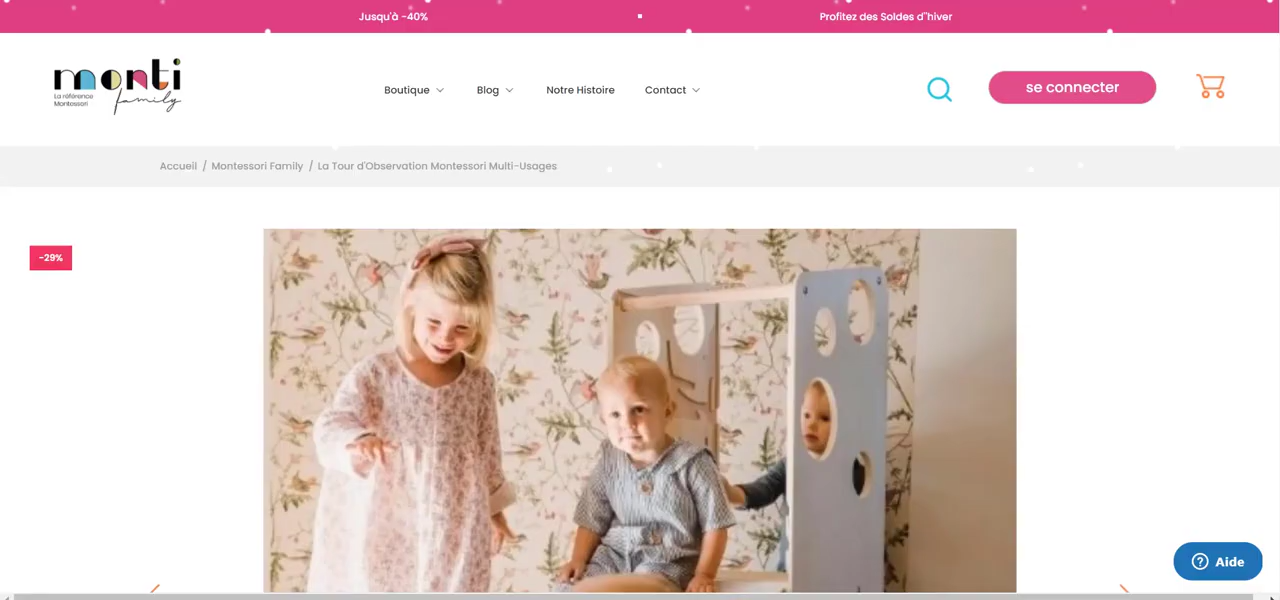 Jusqu'à -40%
Profitez des Soldes d''hiver
monti
family
La référence
Montessori
Boutique
Blog
Notre Histoire
Contact
se connecter
Accueil / Montessori Family / La Tour d'Observation Montessori Multi-Usages
-29%
Aide